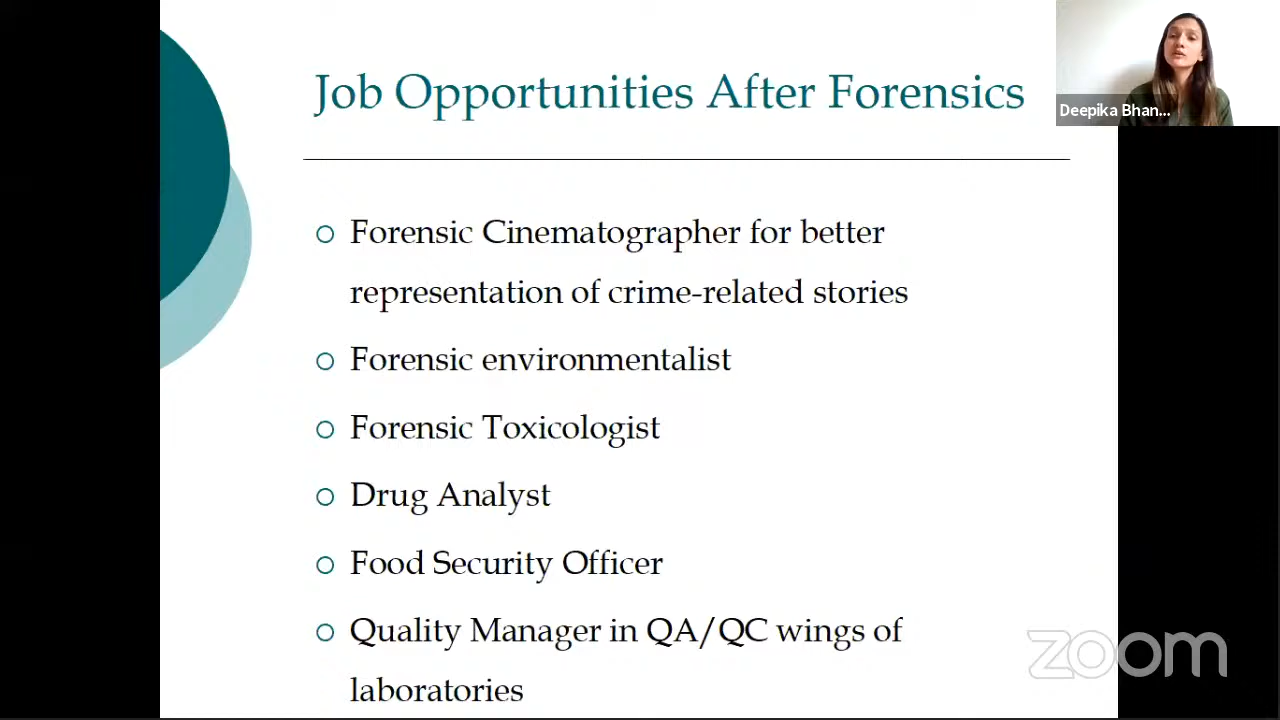 Job Opportunities After Forensics
Deepika Bhan...
Forensic Cinematographer for better
representation of crime-related stories
Forensic environmentalist
Forensic Toxicologist
Drug Analyst
Food Security Officer
Quality Manager in QA/QC wings of
laboratories
zoom